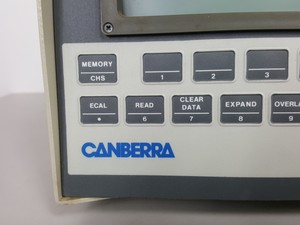 MEMORY
CHS
1
2
3
ECAL
•
READ
6
CLEAR
DATA
7
EXPAND
8
OVERLA
9
CANBERRA